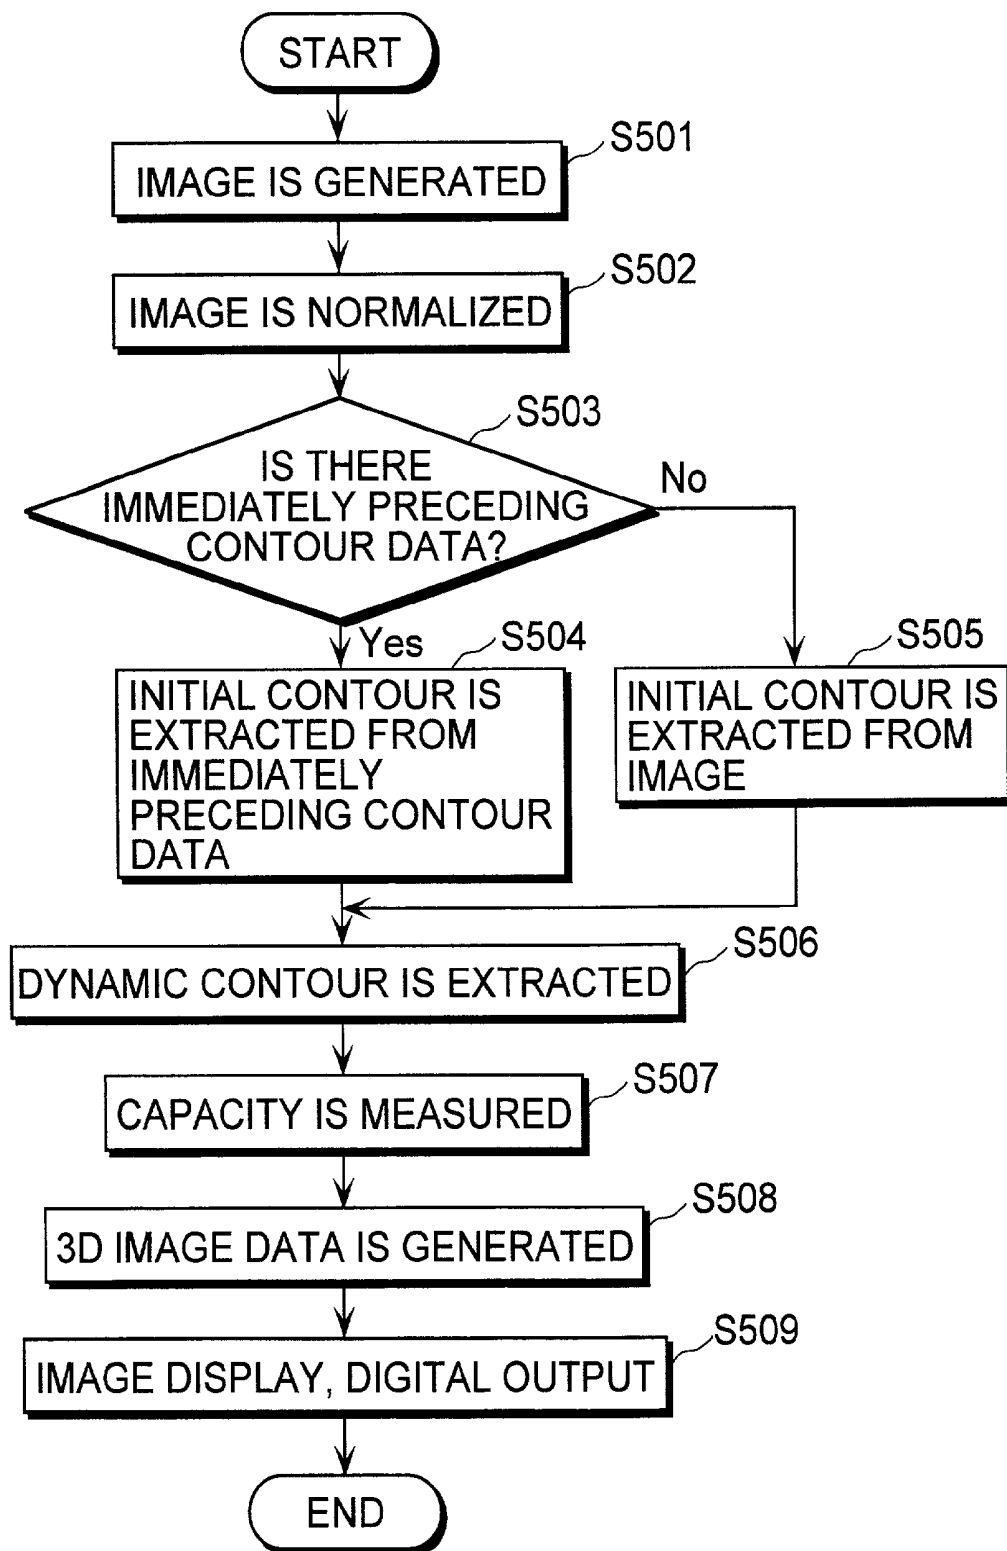 START
S501
IMAGE IS GENERATED
S502
IMAGE IS NORMALIZED
S503
IS THERE
IMMEDIATELY PRECEDING
CONTOUR DATA?
No
Yes
S504
INITIAL CONTOUR IS
EXTRACTED FROM
IMMEDIATELY
PRECEDING CONTOUR
DATA
S505
INITIAL CONTOUR IS
EXTRACTED FROM
IMAGE
S506
DYNAMIC CONTOUR IS EXTRACTED
S507
CAPACITY IS MEASURED
S508
3D IMAGE DATA IS GENERATED
S509
IMAGE DISPLAY, DIGITAL OUTPUT
END